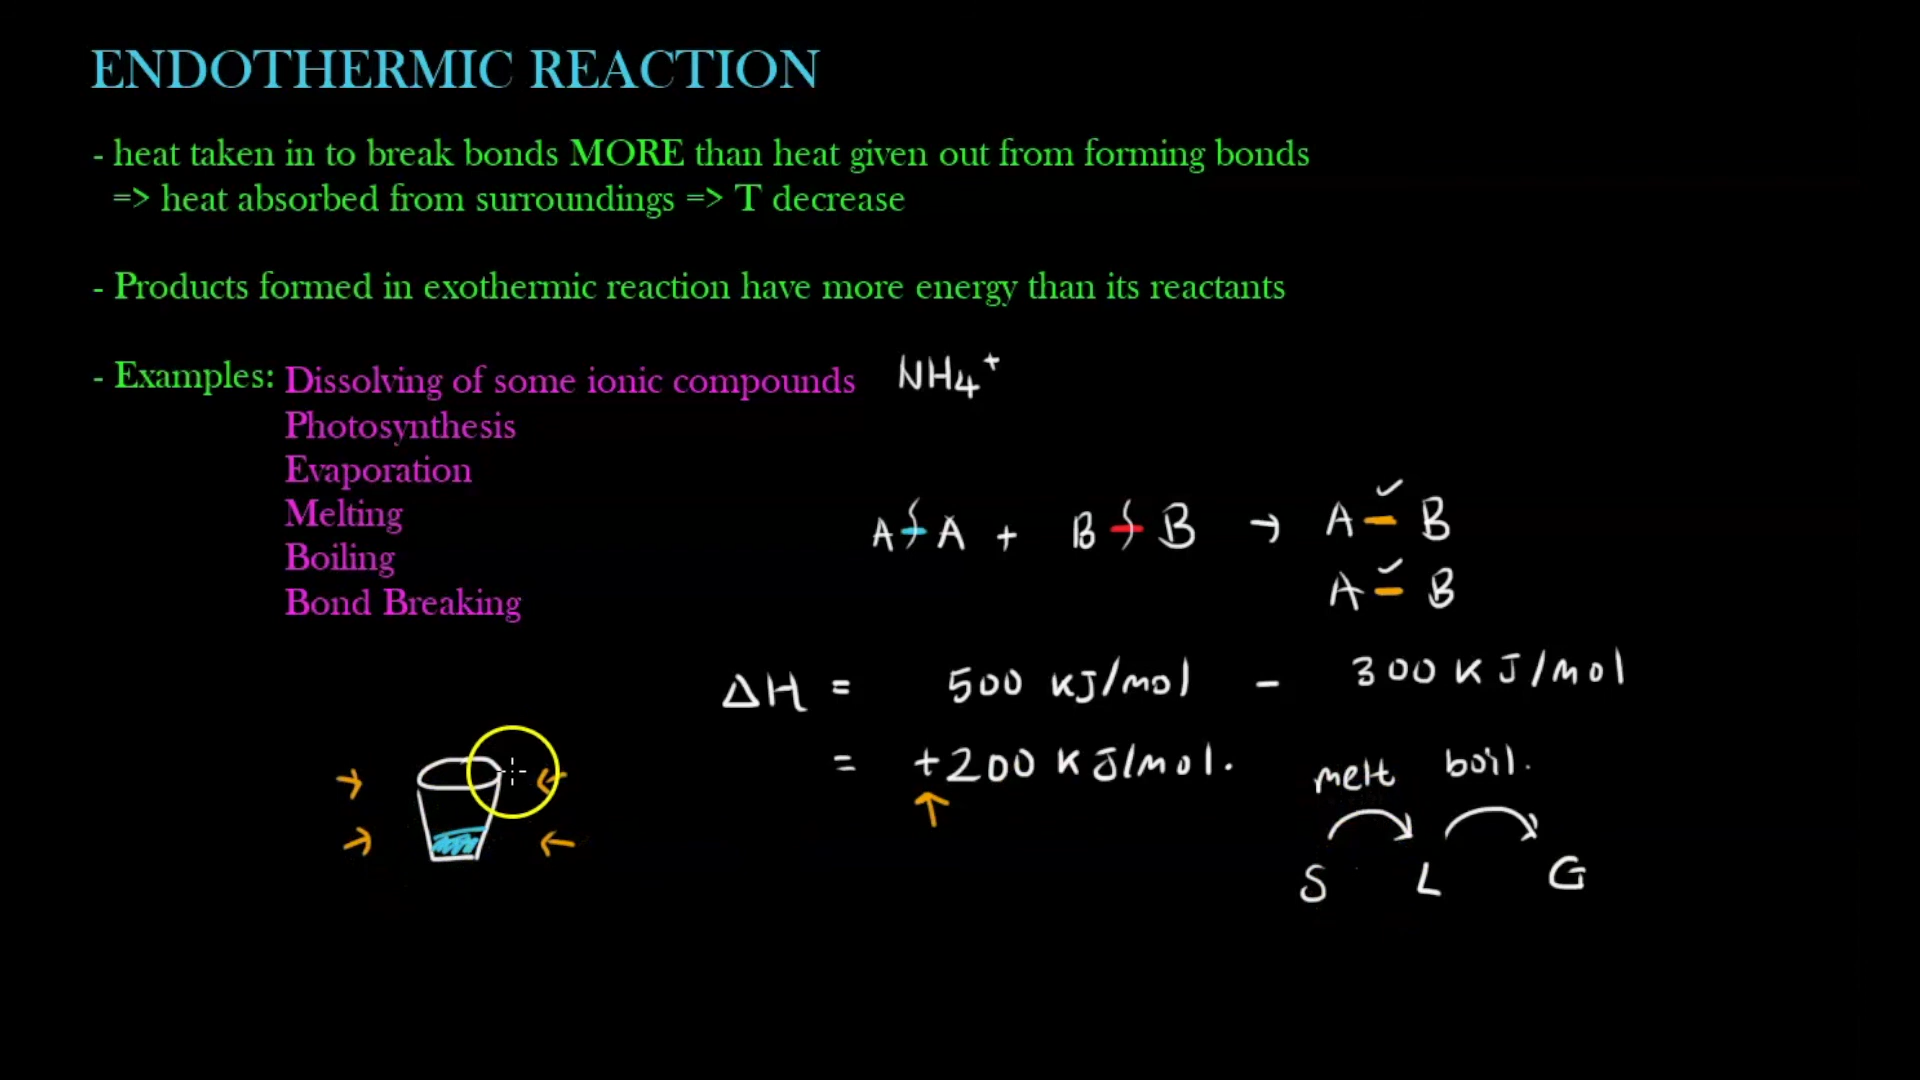 ENDOTHERMIC REACTION
- heat taken in to break bonds MORE than heat given out from forming bonds
=> heat absorbed from surroundings => T decrease
- Products formed in exothermic reaction have more energy than its reactants
- Examples: Dissolving of some ionic compounds NH4+
Photosynthesis
Evaporation
Melting
Boiling
Bond Breaking
A-A + B-B → A-B
A-B
ΔH = 500 KJ/mol - 300 KJ/mol
= +200 KJ/mol.
melt boil.
S L G